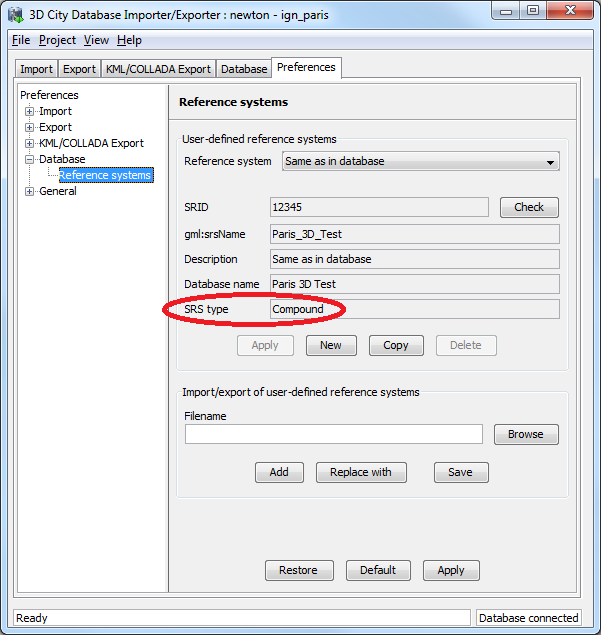 3D City Database Importer/Exporter : newton - ign_paris
File Project View Help
Import Export KML/COLLADA Export Database Preferences
Preferences
Import
Export
KML/COLLADA Export
Database
Reference systems
General
Reference systems
User-defined reference systems
Reference system Same as in database
SRID 12345 Check
gml:srsName Paris_3D_Test
Description Same as in database
Database name Paris 3D Test
SRS type Compound
Apply New Copy Delete
Import/export of user-defined reference systems
Filename
Browse
Add Replace with Save
Restore Default Apply
Ready Database connected